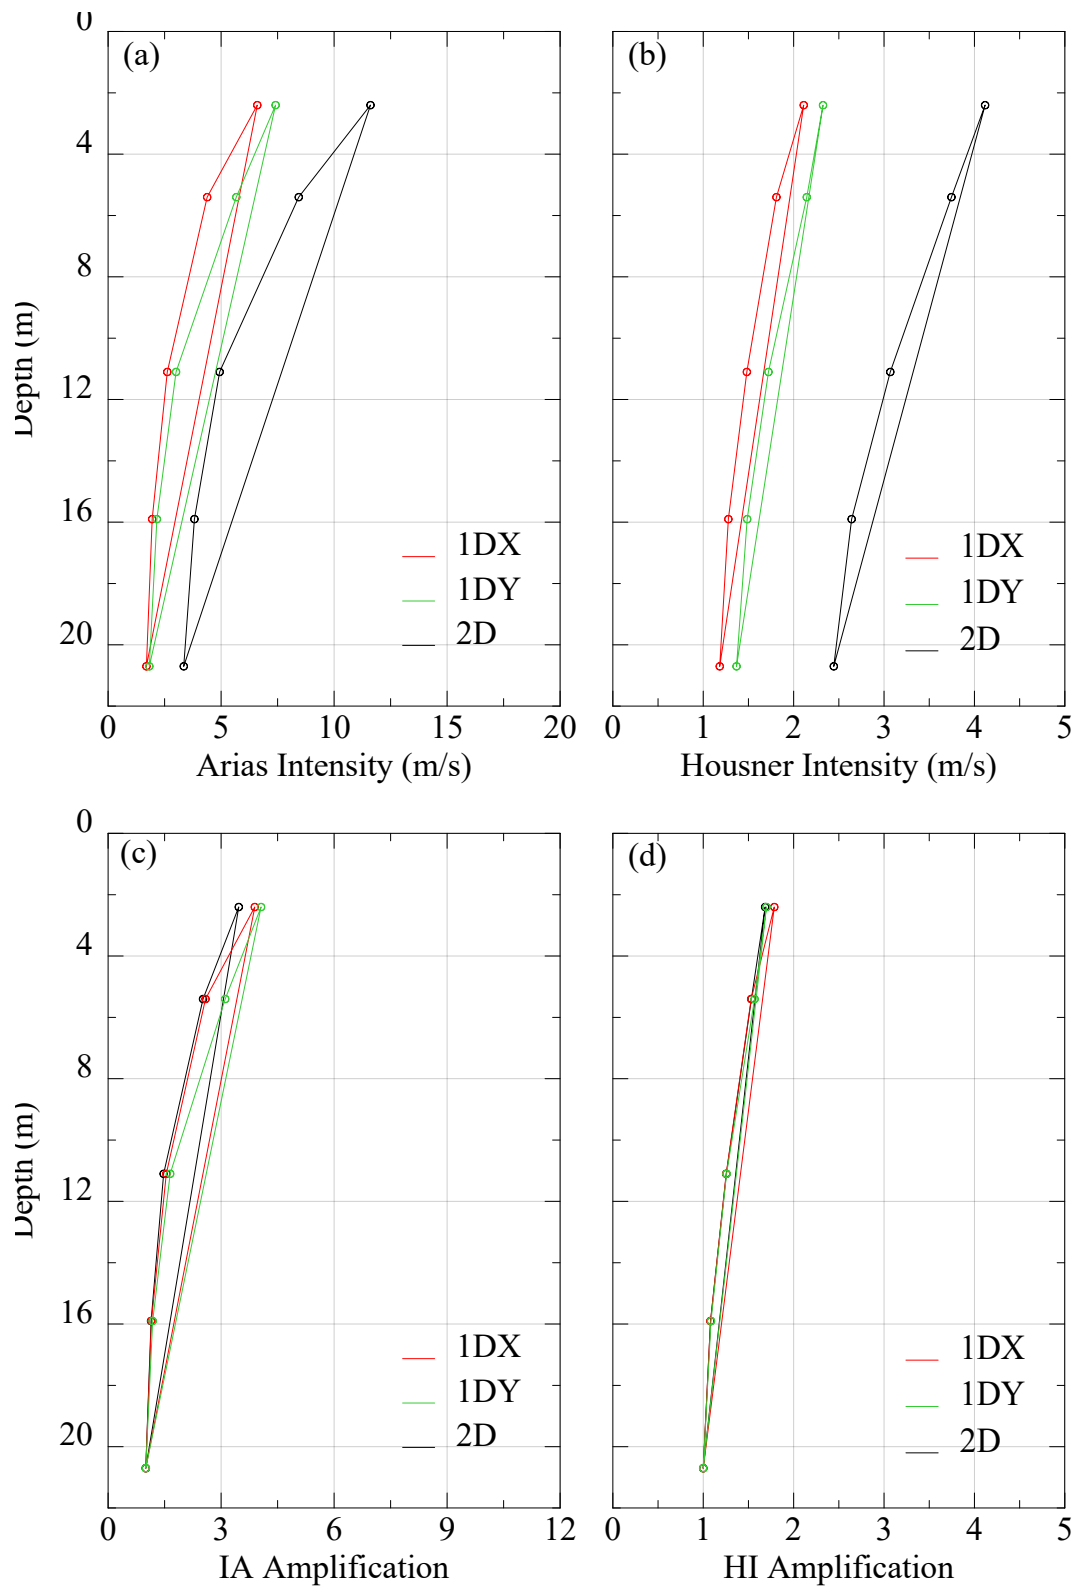 0
(a)
(b)
4
8
Depth (m)
12
16
1DX
1DX
1DY
1DY
2D
2D
20
0 5 10 15 20
0 1 2 3 4 5
Arias Intensity (m/s)
Housner Intensity (m/s)
0
(c)
(d)
4
8
Depth (m)
12
16
1DX
1DX
1DY
1DY
2D
2D
20
0 3 6 9 12
0 1 2 3 4 5
IA Amplification
HI Amplification